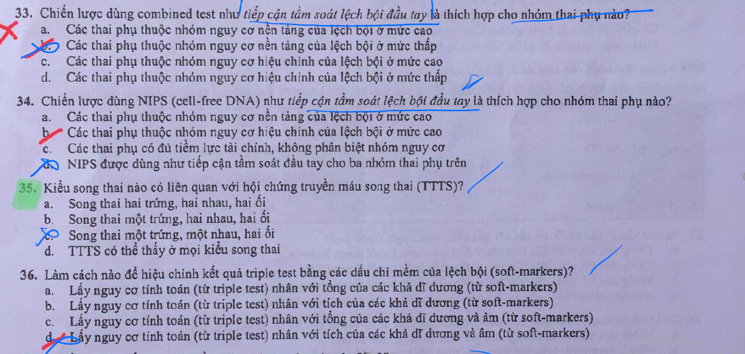 33. Chiến lược dùng combined test như tiếp cận tầm soát lệch bội đầu tay là thích hợp cho nhóm thai phụ nào?
a. Các thai phụ thuộc nhóm nguy cơ nền tảng của lệch bội ở mức cao
b. Các thai phụ thuộc nhóm nguy cơ nền tảng của lệch bội ở mức thấp
c. Các thai phụ thuộc nhóm nguy cơ hiệu chỉnh của lệch bội ở mức cao
d. Các thai phụ thuộc nhóm nguy cơ hiệu chỉnh của lệch bội ở mức thấp
34. Chiến lược dùng NIPS (cell-free DNA) như tiếp cận tầm soát lệch bội đầu tay là thích hợp cho nhóm thai phụ nào?
a. Các thai phụ thuộc nhóm nguy cơ nền tảng của lệch bội ở mức cao
b. Các thai phụ thuộc nhóm nguy cơ hiệu chỉnh của lệch bội ở mức cao
c. Các thai phụ có đủ tiềm lực tài chính, không phân biệt nhóm nguy cơ
d. NIPS được dùng như tiếp cận tầm soát đầu tay cho ba nhóm thai phụ trên
35. Kiểu song thai nào có liên quan với hội chứng truyền máu song thai (TTTS)?
a. Song thai hai trứng, hai nhau, hai ối
b. Song thai một trứng, hai nhau, hai ối
c. Song thai một trứng, một nhau, hai ối
d. TTTS có thể thấy ở mọi kiểu song thai
36. Làm cách nào để hiệu chỉnh kết quả triple test bằng các dấu chỉ mềm của lệch bội (soft-markers)?
a. Lấy nguy cơ tính toán (từ triple test) nhân với tổng của các khả dĩ dương (từ soft-markers)
b. Lấy nguy cơ tính toán (từ triple test) nhân với tích của các khả dĩ dương (từ soft-markers)
c. Lấy nguy cơ tính toán (từ triple test) nhân với tổng của các khả dĩ dương và âm (từ soft-markers)
d. Lấy nguy cơ tính toán (từ triple test) nhân với tích của các khả dĩ dương và âm (từ soft-markers)